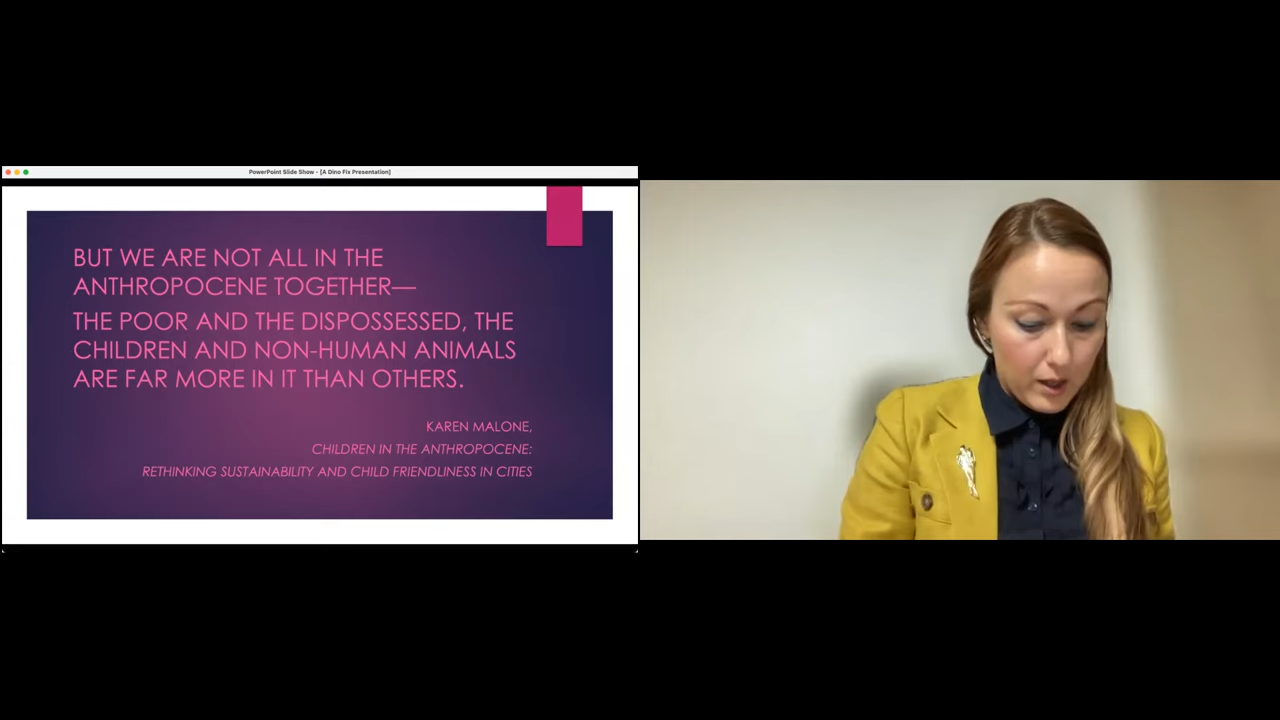 PowerPoint Slide Show - [A Dino Fix Presentation]
BUT WE ARE NOT ALL IN THE
ANTHROPOCENE TOGETHER—
THE POOR AND THE DISPOSSESSED, THE
CHILDREN AND NON-HUMAN ANIMALS
ARE FAR MORE IN IT THAN OTHERS.
KAREN MALONE,
CHILDREN IN THE ANTHROPOCENE:
RETHINKING SUSTAINABILITY AND CHILD FRIENDLINESS IN CITIES